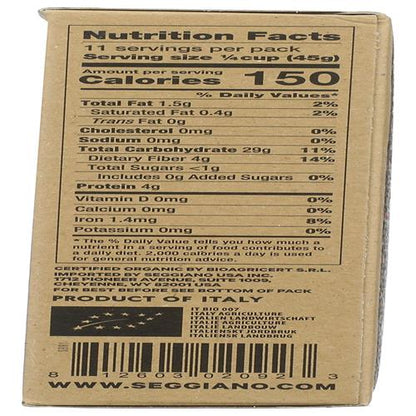 Nutrition Facts
11 servings per pack
Serving size ¼cup (45g)
Amount per serving
Calories 150
% Daily Values*
Total Fat 1.5g 2%
Saturated Fat 0.4g 2%
Trans Fat 0g
Cholesterol 0mg 0%
Sodium 0mg 0%
Total Carbohydrate 29g 11%
Dietary Fiber 4g 14%
Total Sugars <1g
Includes 0g Added Sugars 0%
Protein 4g
Vitamin D 0mg 0%
Calcium 0mg 0%
Iron 1.4mg 8%
Potassium 0mg 0%
* The % Daily Value tells you how much a
nutrient in a serving of food contributes to
a daily diet. 2,000 calories a day is used
for general nutrition advice.
CERTIFIED ORGANIC BY BIOAGRICERT S.R.L.
IMPORTED BY SEGGIANO USA INC.
1712 PIONEER AVENUE, SUITE 1005,
CHEYENNE, WY 82001 USA
FOR BEST BEFORE SEE BOTTOM OF PACK
PRODUCT OF ITALY
IT BIO 007
ITALY AGRICULTURE
ITALIEN LANDWIRTSCHAFT
ITALIE AGRICULTURE
ITALIË LANDBOUW
ITALIENSK JORDBRUK
ITALIENSK LANDBRUG
8 12603 02092 3
WWW.SEGGIANO.COM